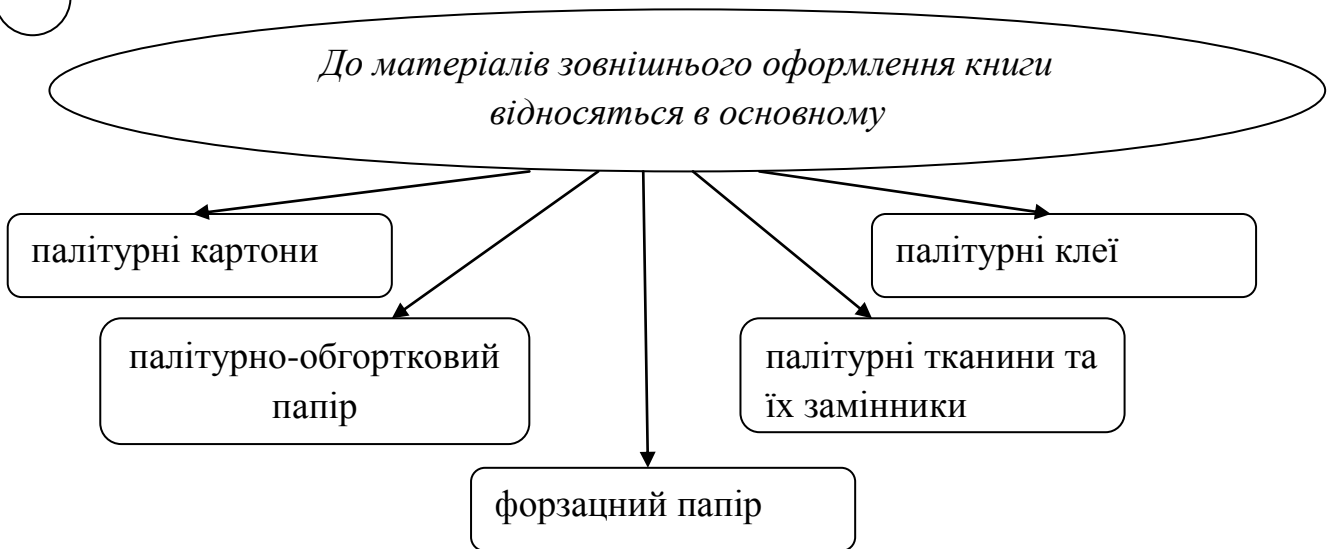 До матеріалів зовнішнього оформлення книги
відносяться в основному
палітурні картони
палітурні клеї
палітурно-обгортковий
папір
палітурні тканини та
їх замінники
форзацний папір